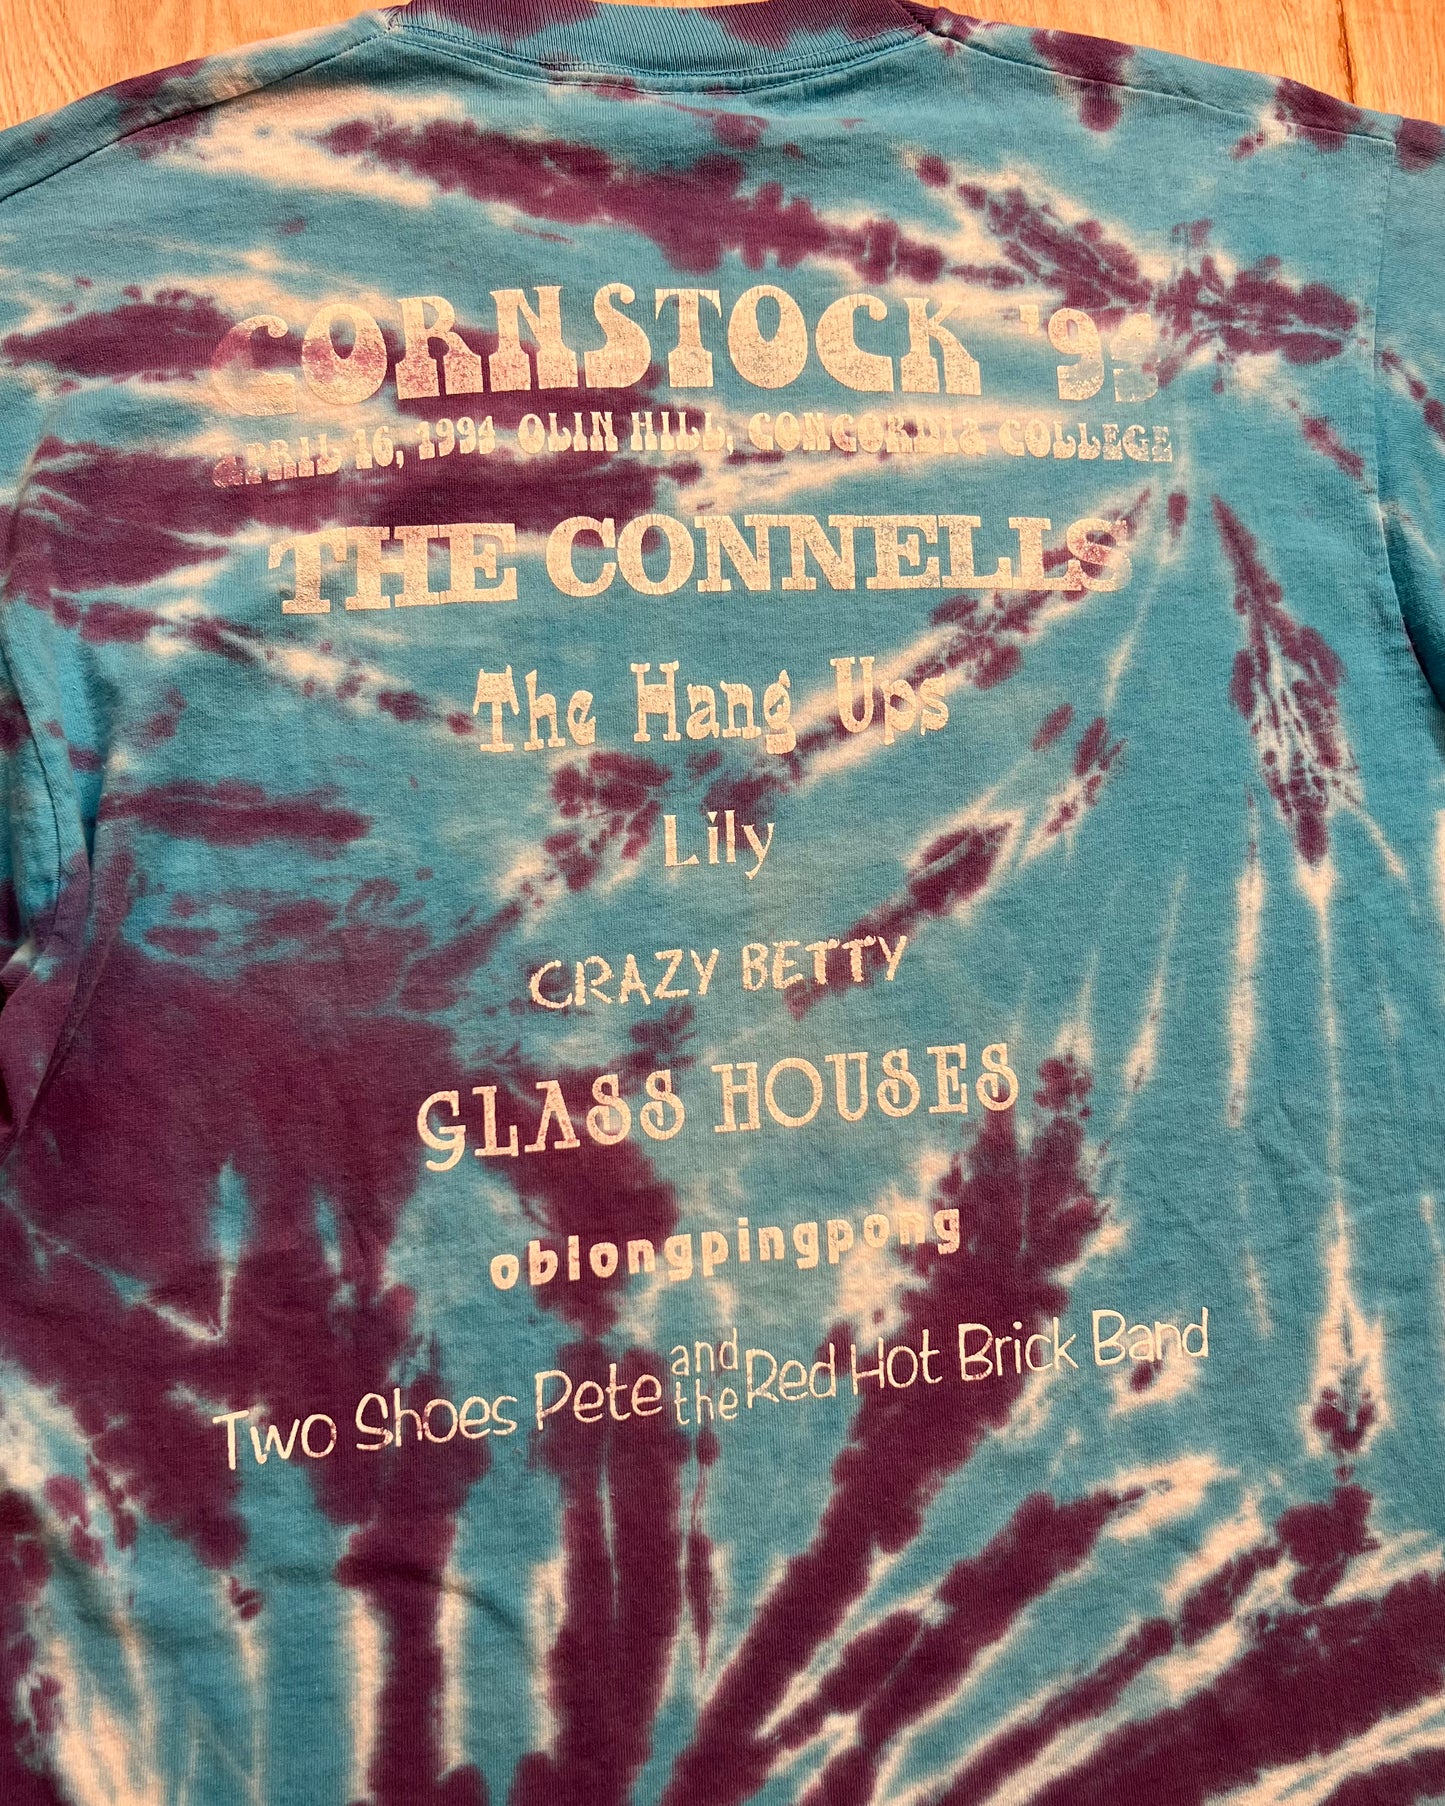 CORNSTOCK '95
APRIL 16, 1994 OLIN HILL, CONCORDIA COLLEGE
THE CONNELLS
The Hang Ups
Lily
CRAZY BETTY
GLASS HOUSES
oblongpingpong
Two Shoes Pete and the Red Hot Brick Band